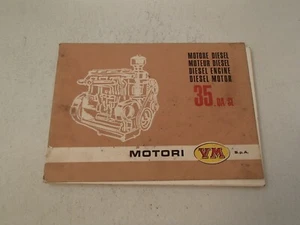 MOTORE DIESEL
MOTEUR DIESEL
DIESEL ENGINE
DIESEL MOTOR
35
MOTORI VM S.p.A.